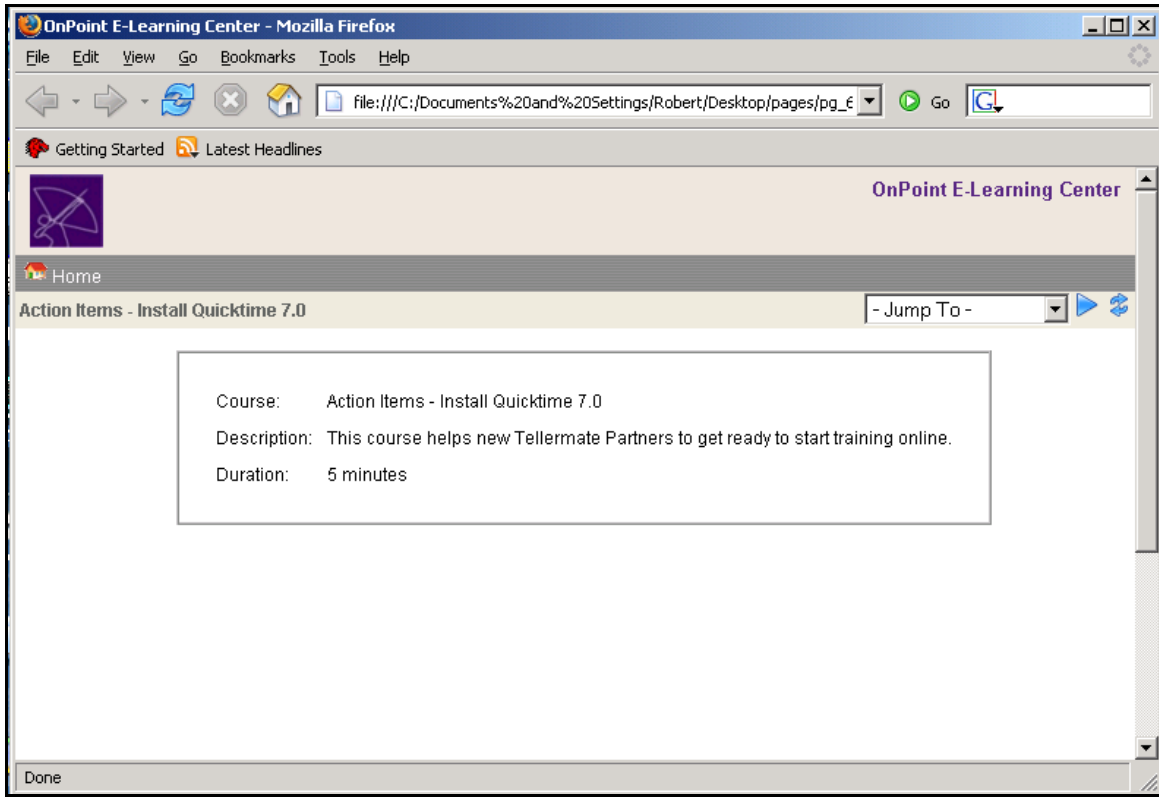 OnPoint E-Learning Center - Mozilla Firefox
File Edit View Go Bookmarks Tools Help
file:///C:/Documents%20and%20Settings/Robert/Desktop/pages/pg_6 Go G
Getting Started Latest Headlines
OnPoint E-Learning Center
Home
Action Items - Install Quicktime 7.0 - Jump To -
Course: Action Items - Install Quicktime 7.0
Description: This course helps new Tellermate Partners to get ready to start training online.
Duration: 5 minutes
Done